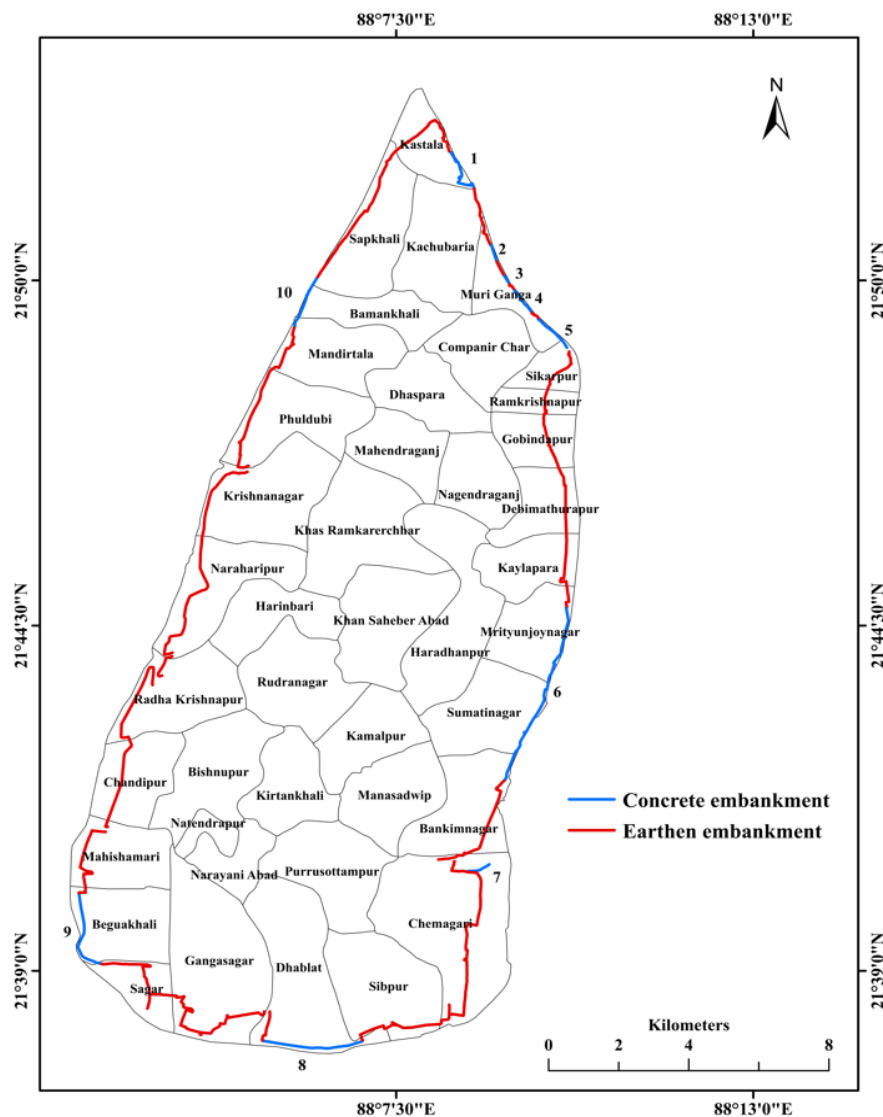 88°7'30"E
88°13'0"E
N
Kastala
1
Sapkhali
Kachubaria
2
3
21°50'0"N
21°50'0"N
10
Muri Ganga
4
Bamankhali
5
Companir Char
Mandirtala
Sikarpur
Dhaspara
Ramkrishnapur
Phuldubi
Gobindapur
Mahendraganj
Krishnanagar
Nagendraganj
Debimathurapur
Khas Ramkarerchhar
Naraharipur
Kaylapara
Harinbari
Khan Saheber Abad
21°44'30"N
21°44'30"N
Mrityunjoynagar
Haradhanpur
Rudranagar
6
Radha Krishnapur
Sumatinagar
Kamalpur
Bishnupur
Chandipur
Kirtankhali
Manasadwip
Concrete embankment
Natendrapur
Bankimnagar
Earthen embankment
Mahishamari
Narayani Abad
Purrusottampur
7
Beguakhali
Chemagari
9
Gangasagar
Dhablat
21°39'0"N
21°39'0"N
Sagar
Sibpur
Kilometers
8
0 2 4 8
88°7'30"E
88°13'0"E